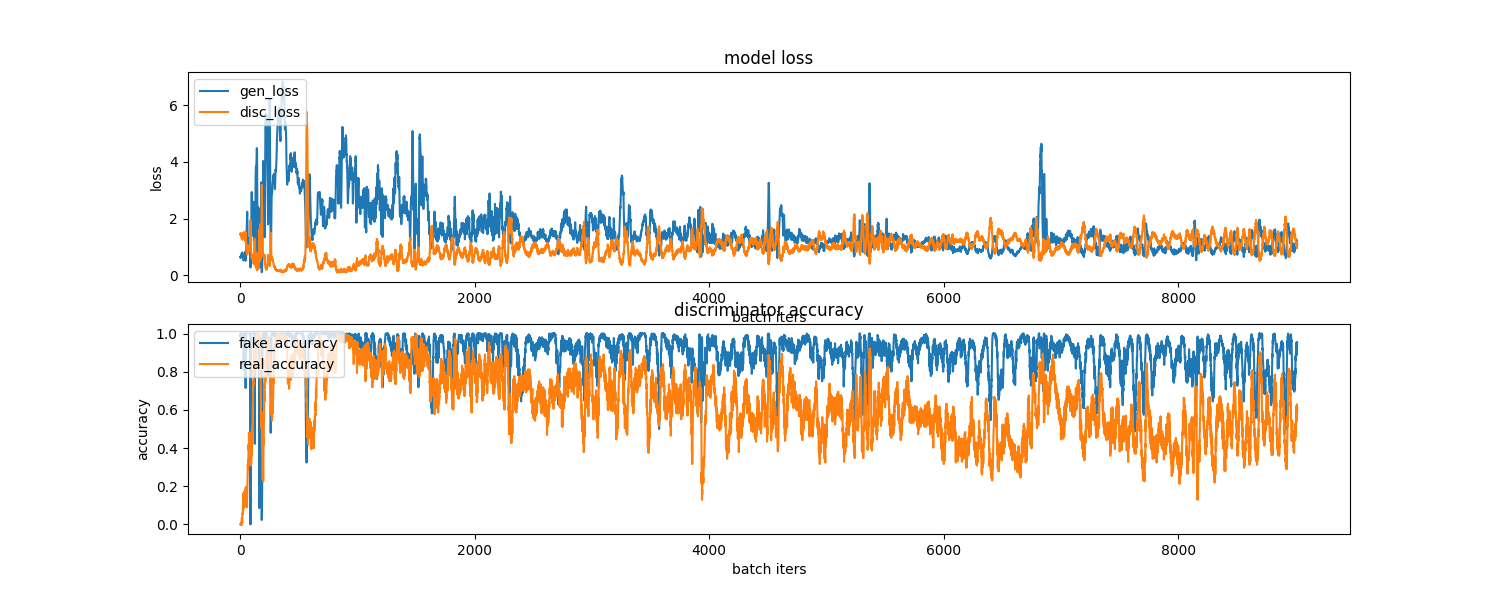 model loss
gen_loss
disc_loss
loss
6
4
2
0
0 2000 4000 6000 8000
batch iters
discriminator accuracy
fake_accuracy
real_accuracy
accuracy
1.0
0.8
0.6
0.4
0.2
0.0
0 2000 4000 6000 8000
batch iters